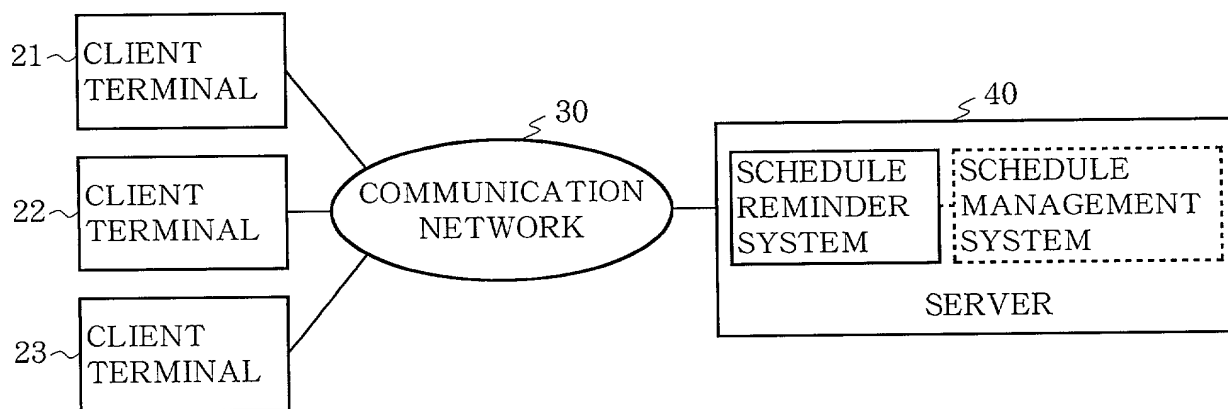 21
CLIENT
TERMINAL
22
CLIENT
TERMINAL
23
CLIENT
TERMINAL
30
COMMUNICATION
NETWORK
40
SCHEDULE
REMINDER
SYSTEM
SCHEDULE
MANAGEMENT
SYSTEM
SERVER